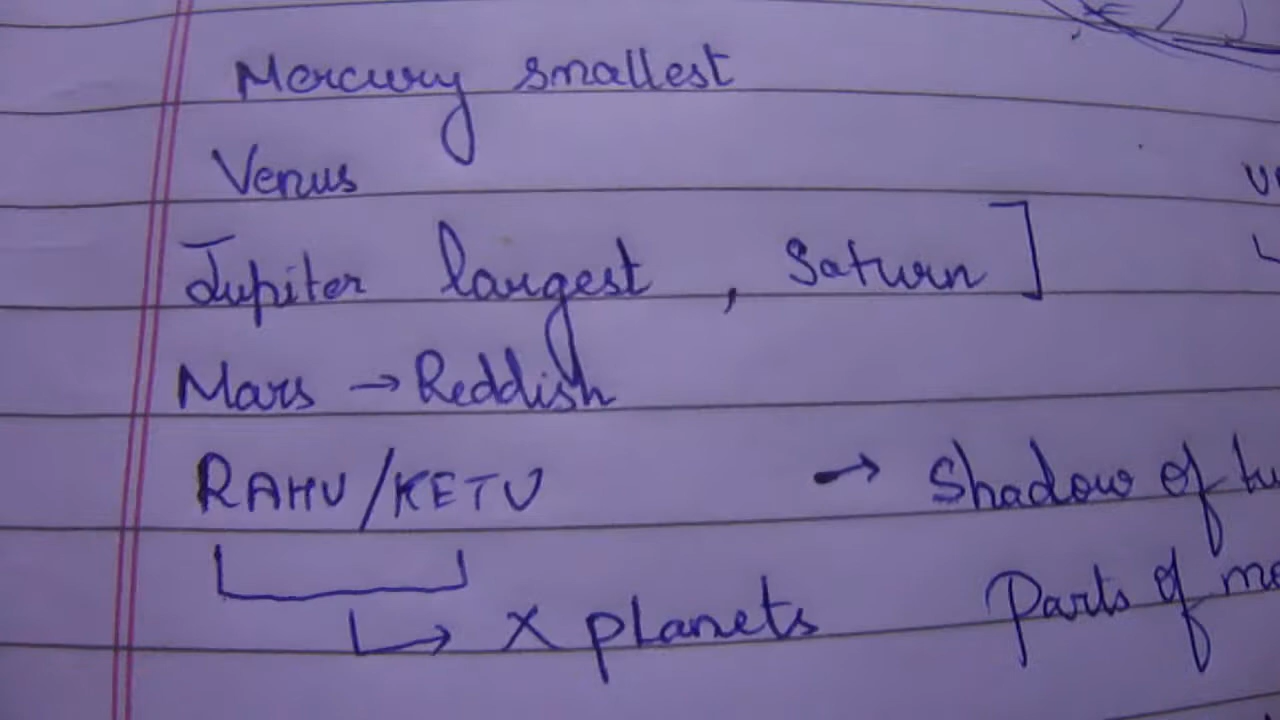 Mercury smallest
Venus
Jupiter largest , Saturn ]
Mars → Reddish
RAHU/KETU → Shadow of
Parts of
↳ X planets